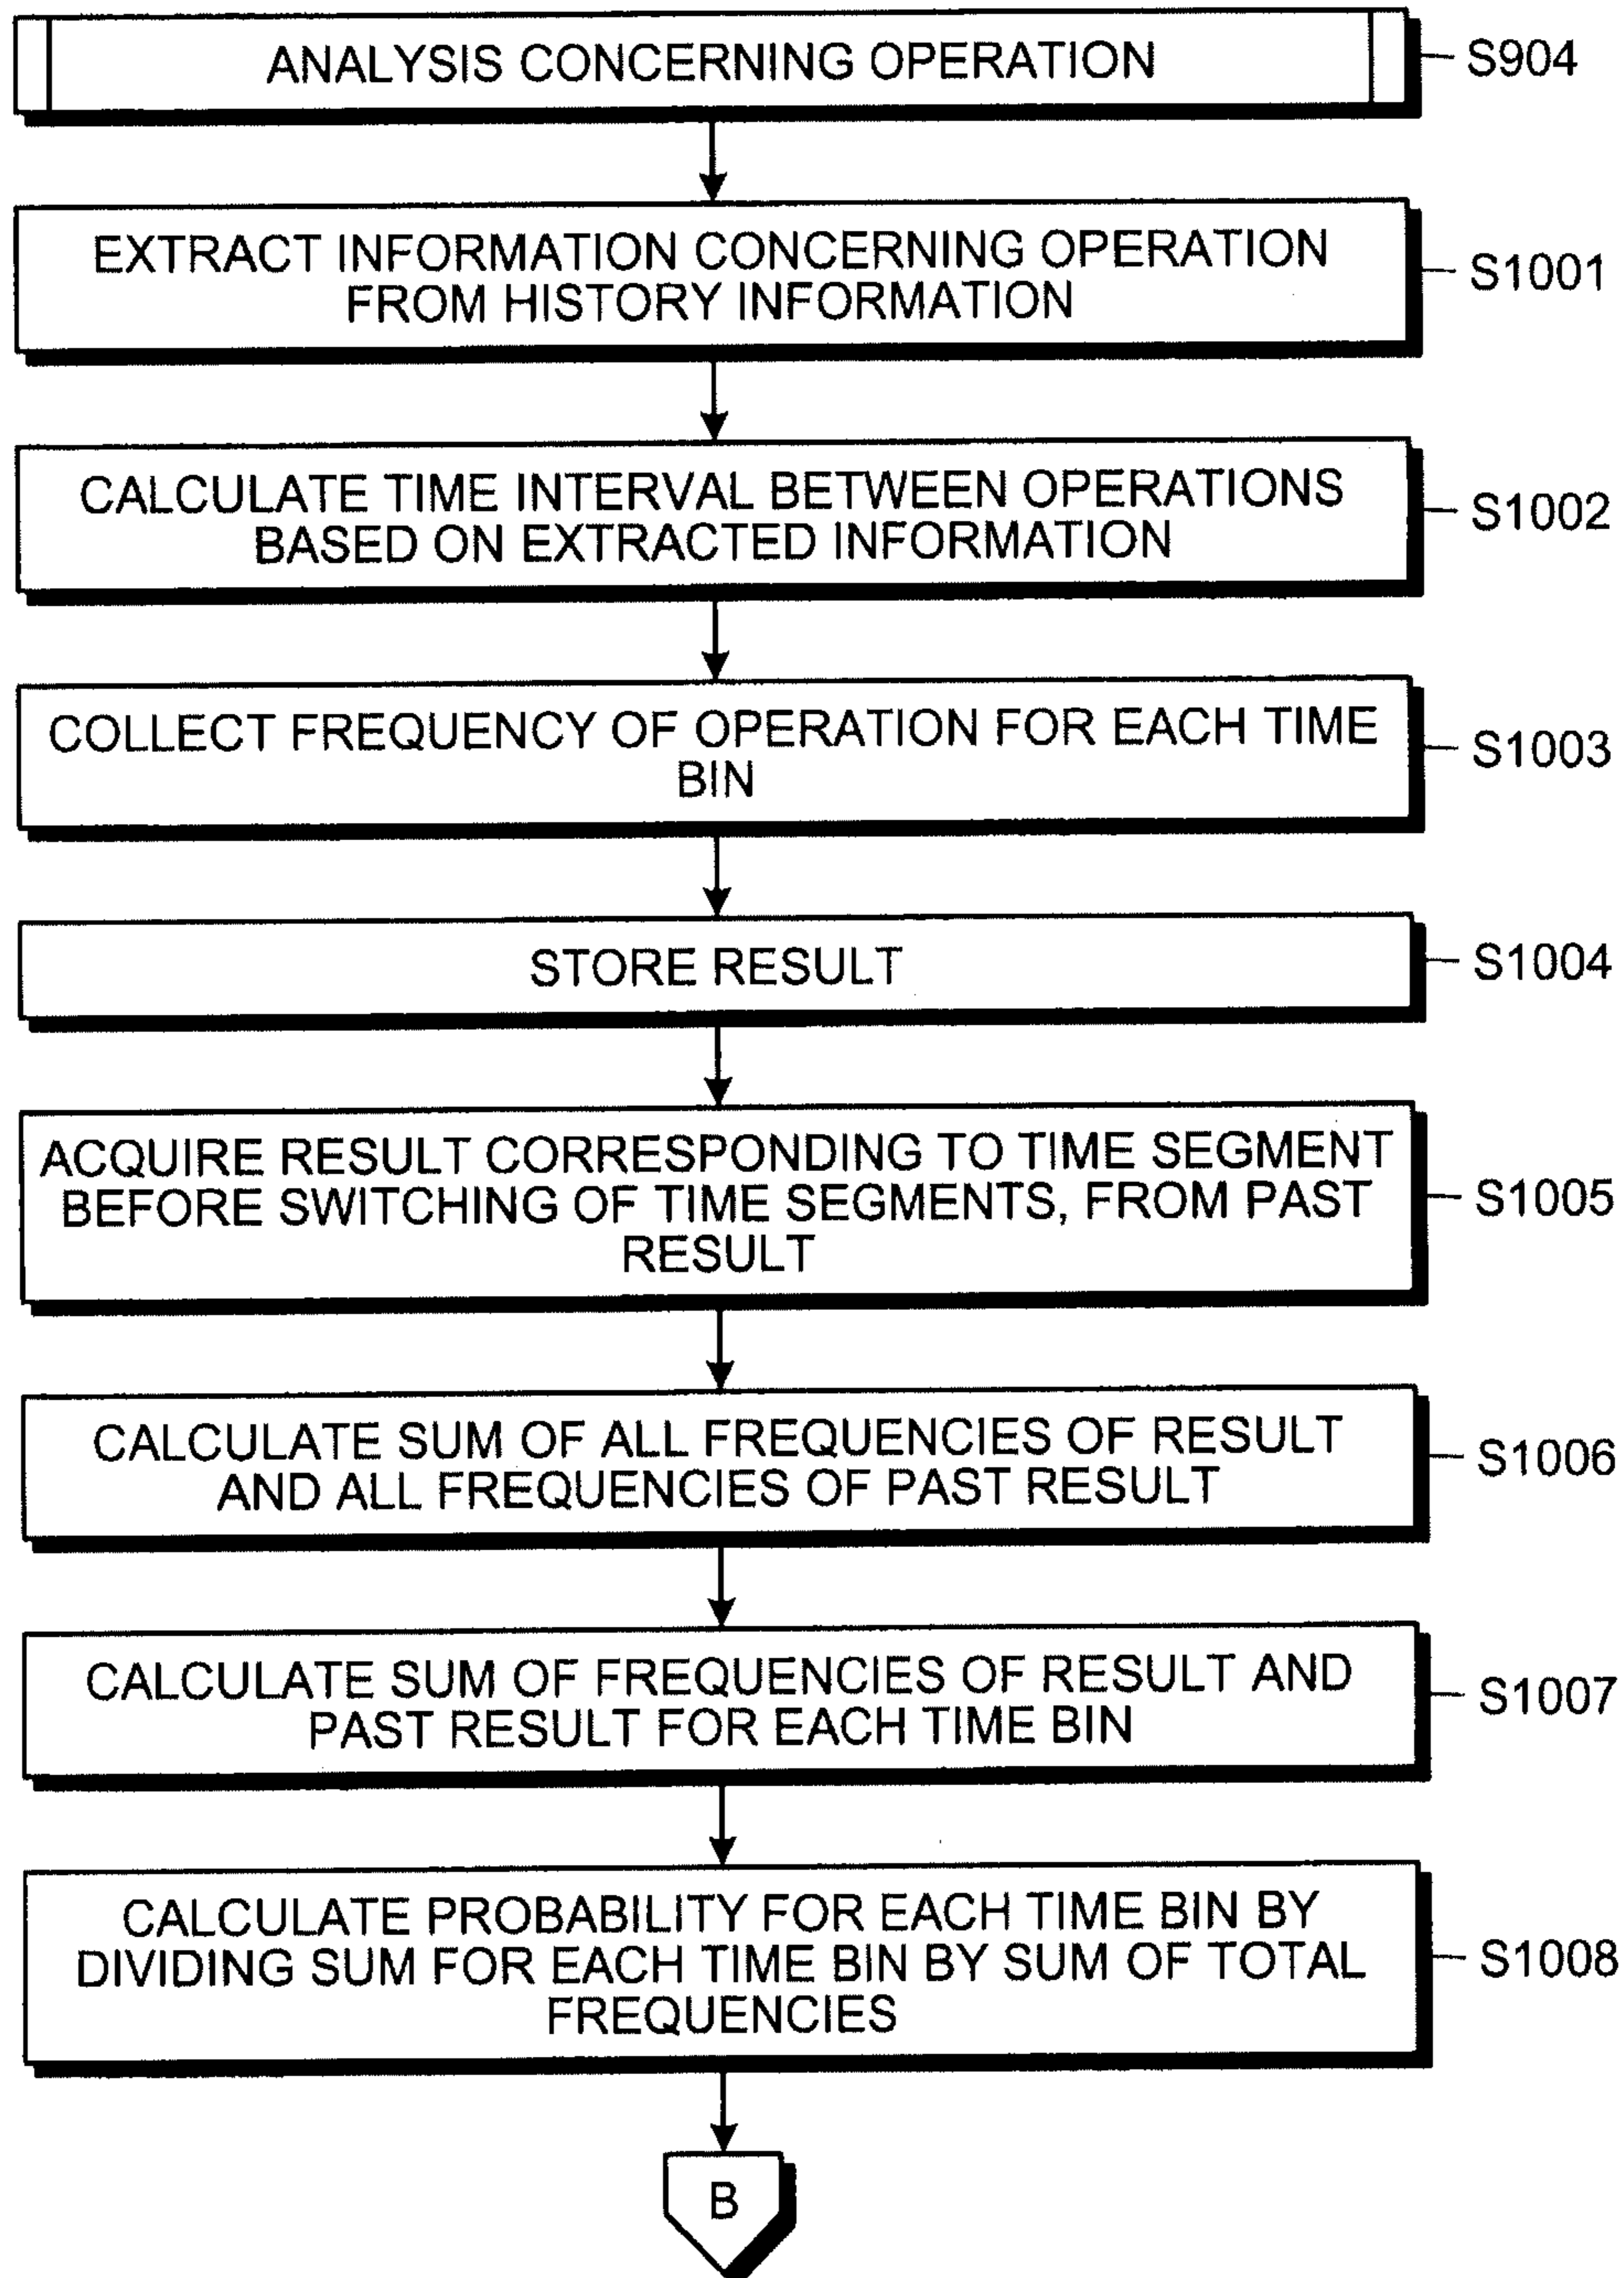 ANALYSIS CONCERNING OPERATION
S904
EXTRACT INFORMATION CONCERNING OPERATION
FROM HISTORY INFORMATION
S1001
CALCULATE TIME INTERVAL BETWEEN OPERATIONS
BASED ON EXTRACTED INFORMATION
S1002
COLLECT FREQUENCY OF OPERATION FOR EACH TIME
BIN
S1003
STORE RESULT
S1004
ACQUIRE RESULT CORRESPONDING TO TIME SEGMENT
BEFORE SWITCHING OF TIME SEGMENTS, FROM PAST
RESULT
S1005
CALCULATE SUM OF ALL FREQUENCIES OF RESULT
AND ALL FREQUENCIES OF PAST RESULT
S1006
CALCULATE SUM OF FREQUENCIES OF RESULT AND
PAST RESULT FOR EACH TIME BIN
S1007
CALCULATE PROBABILITY FOR EACH TIME BIN BY
DIVIDING SUM FOR EACH TIME BIN BY SUM OF TOTAL
FREQUENCIES
S1008
B